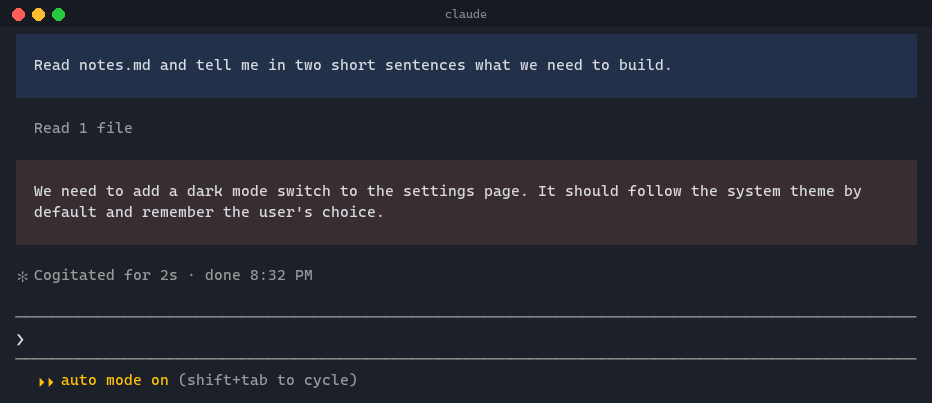 claude
Read notes.md and tell me in two short sentences what we need to build.
Read 1 file
We need to add a dark mode switch to the settings page. It should follow the system theme by
default and remember the user's choice.
✻ Cogitated for 2s · done 8:32 PM
❯
⏵⏵ auto mode on (shift+tab to cycle)